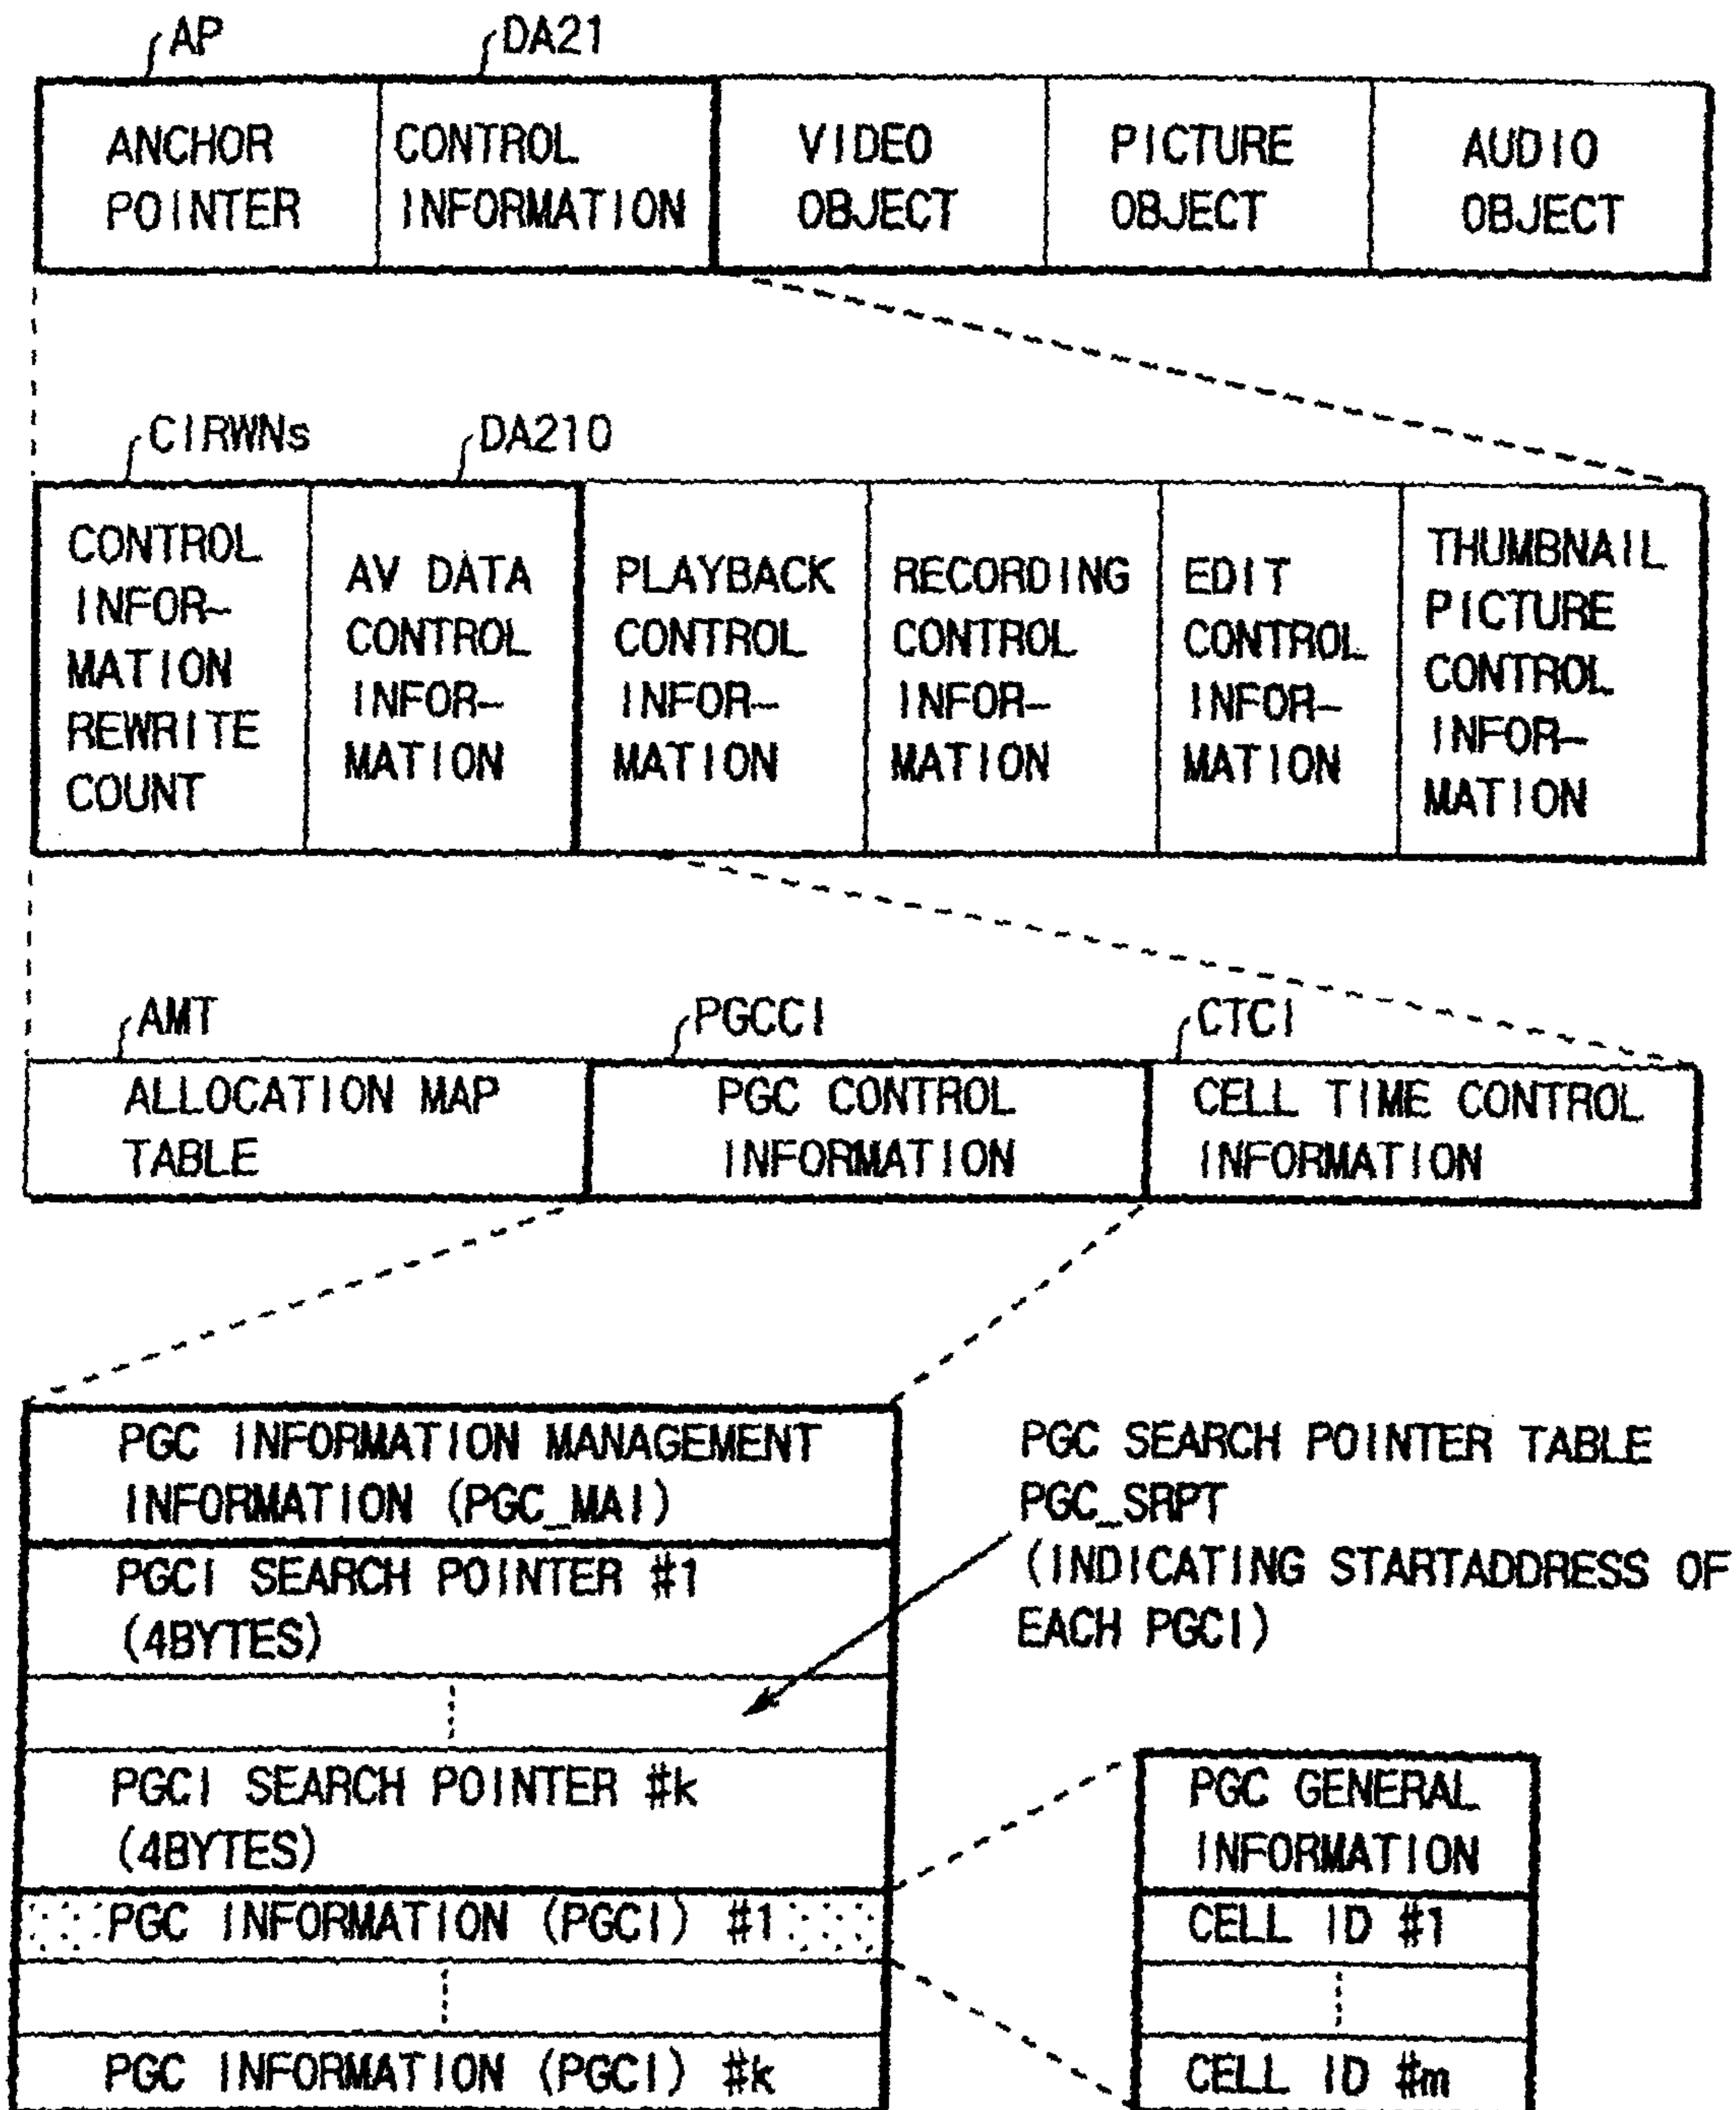 AP
DA21
ANCHOR
POINTER
CONTROL
INFORMATION
VIDEO
OBJECT
PICTURE
OBJECT
AUDIO
OBJECT
CIRWNs
DA210
CONTROL
INFOR-
MATION
REWRITE
COUNT
AV DATA
CONTROL
INFOR-
MATION
PLAYBACK
CONTROL
INFOR-
MATION
RECORDING
CONTROL
INFOR-
MATION
EDIT
CONTROL
INFOR-
MATION
THUMBNAIL
PICTURE
CONTROL
INFOR-
MATION
AMT
PGCCI
CTCI
ALLOCATION MAP
TABLE
PGC CONTROL
INFORMATION
CELL TIME CONTROL
INFORMATION
PGC INFORMATION MANAGEMENT
INFORMATION (PGC_MAI)
PGCI SEARCH POINTER #1
(4BYTES)
PGCI SEARCH POINTER #k
(4BYTES)
PGC INFORMATION (PGCI) #1
PGC INFORMATION (PGCI) #k
PGC SEARCH POINTER TABLE
PGC_SRPT
(INDICATING STARTADDRESS OF
EACH PGCI)
PGC GENERAL
INFORMATION
CELL ID #1
CELL ID #m